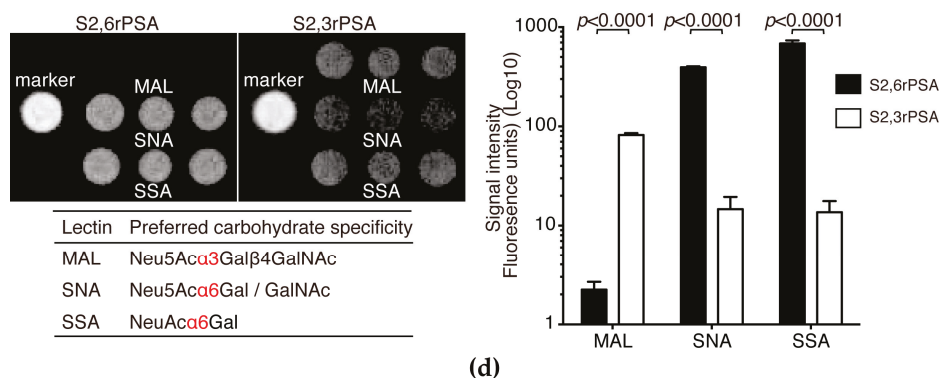 S2,6rPSA
S2,3rPSA
marker
MAL
SNA
SSA
marker
MAL
SNA
SSA
Lectin Preferred carbohydrate specificity
MAL Neu5Acα3Galβ4GalNAc
SNA Neu5Acα6Gal / GalNAc
SSA NeuAcα6Gal
p<0.0001 p<0.0001 p<0.0001
Signal intensity
Fluoresence units) (Log10)
1000
100
10
1
MAL SNA SSA
S2,6rPSA
S2,3rPSA
(d)